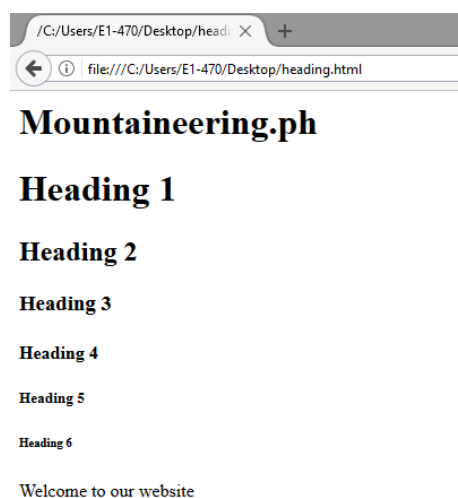 /C:/Users/E1-470/Desktop/headi
file:///C:/Users/E1-470/Desktop/heading.html
Mountaineering.ph
Heading 1
Heading 2
Heading 3
Heading 4
Heading 5
Heading 6
Welcome to our website